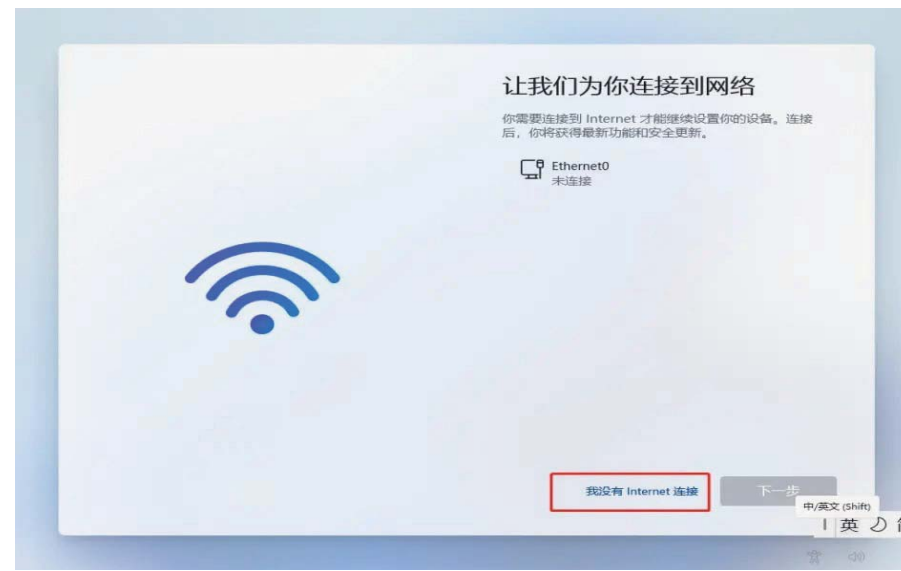 让我们为你连接到网络
你需要连接到 Internet 才能继续设置你的设备。连接
后，你将获得最新功能和安全更新。
Ethernet0
未连接
我没有 Internet 连接
下一步
中/英文 (Shift)
英